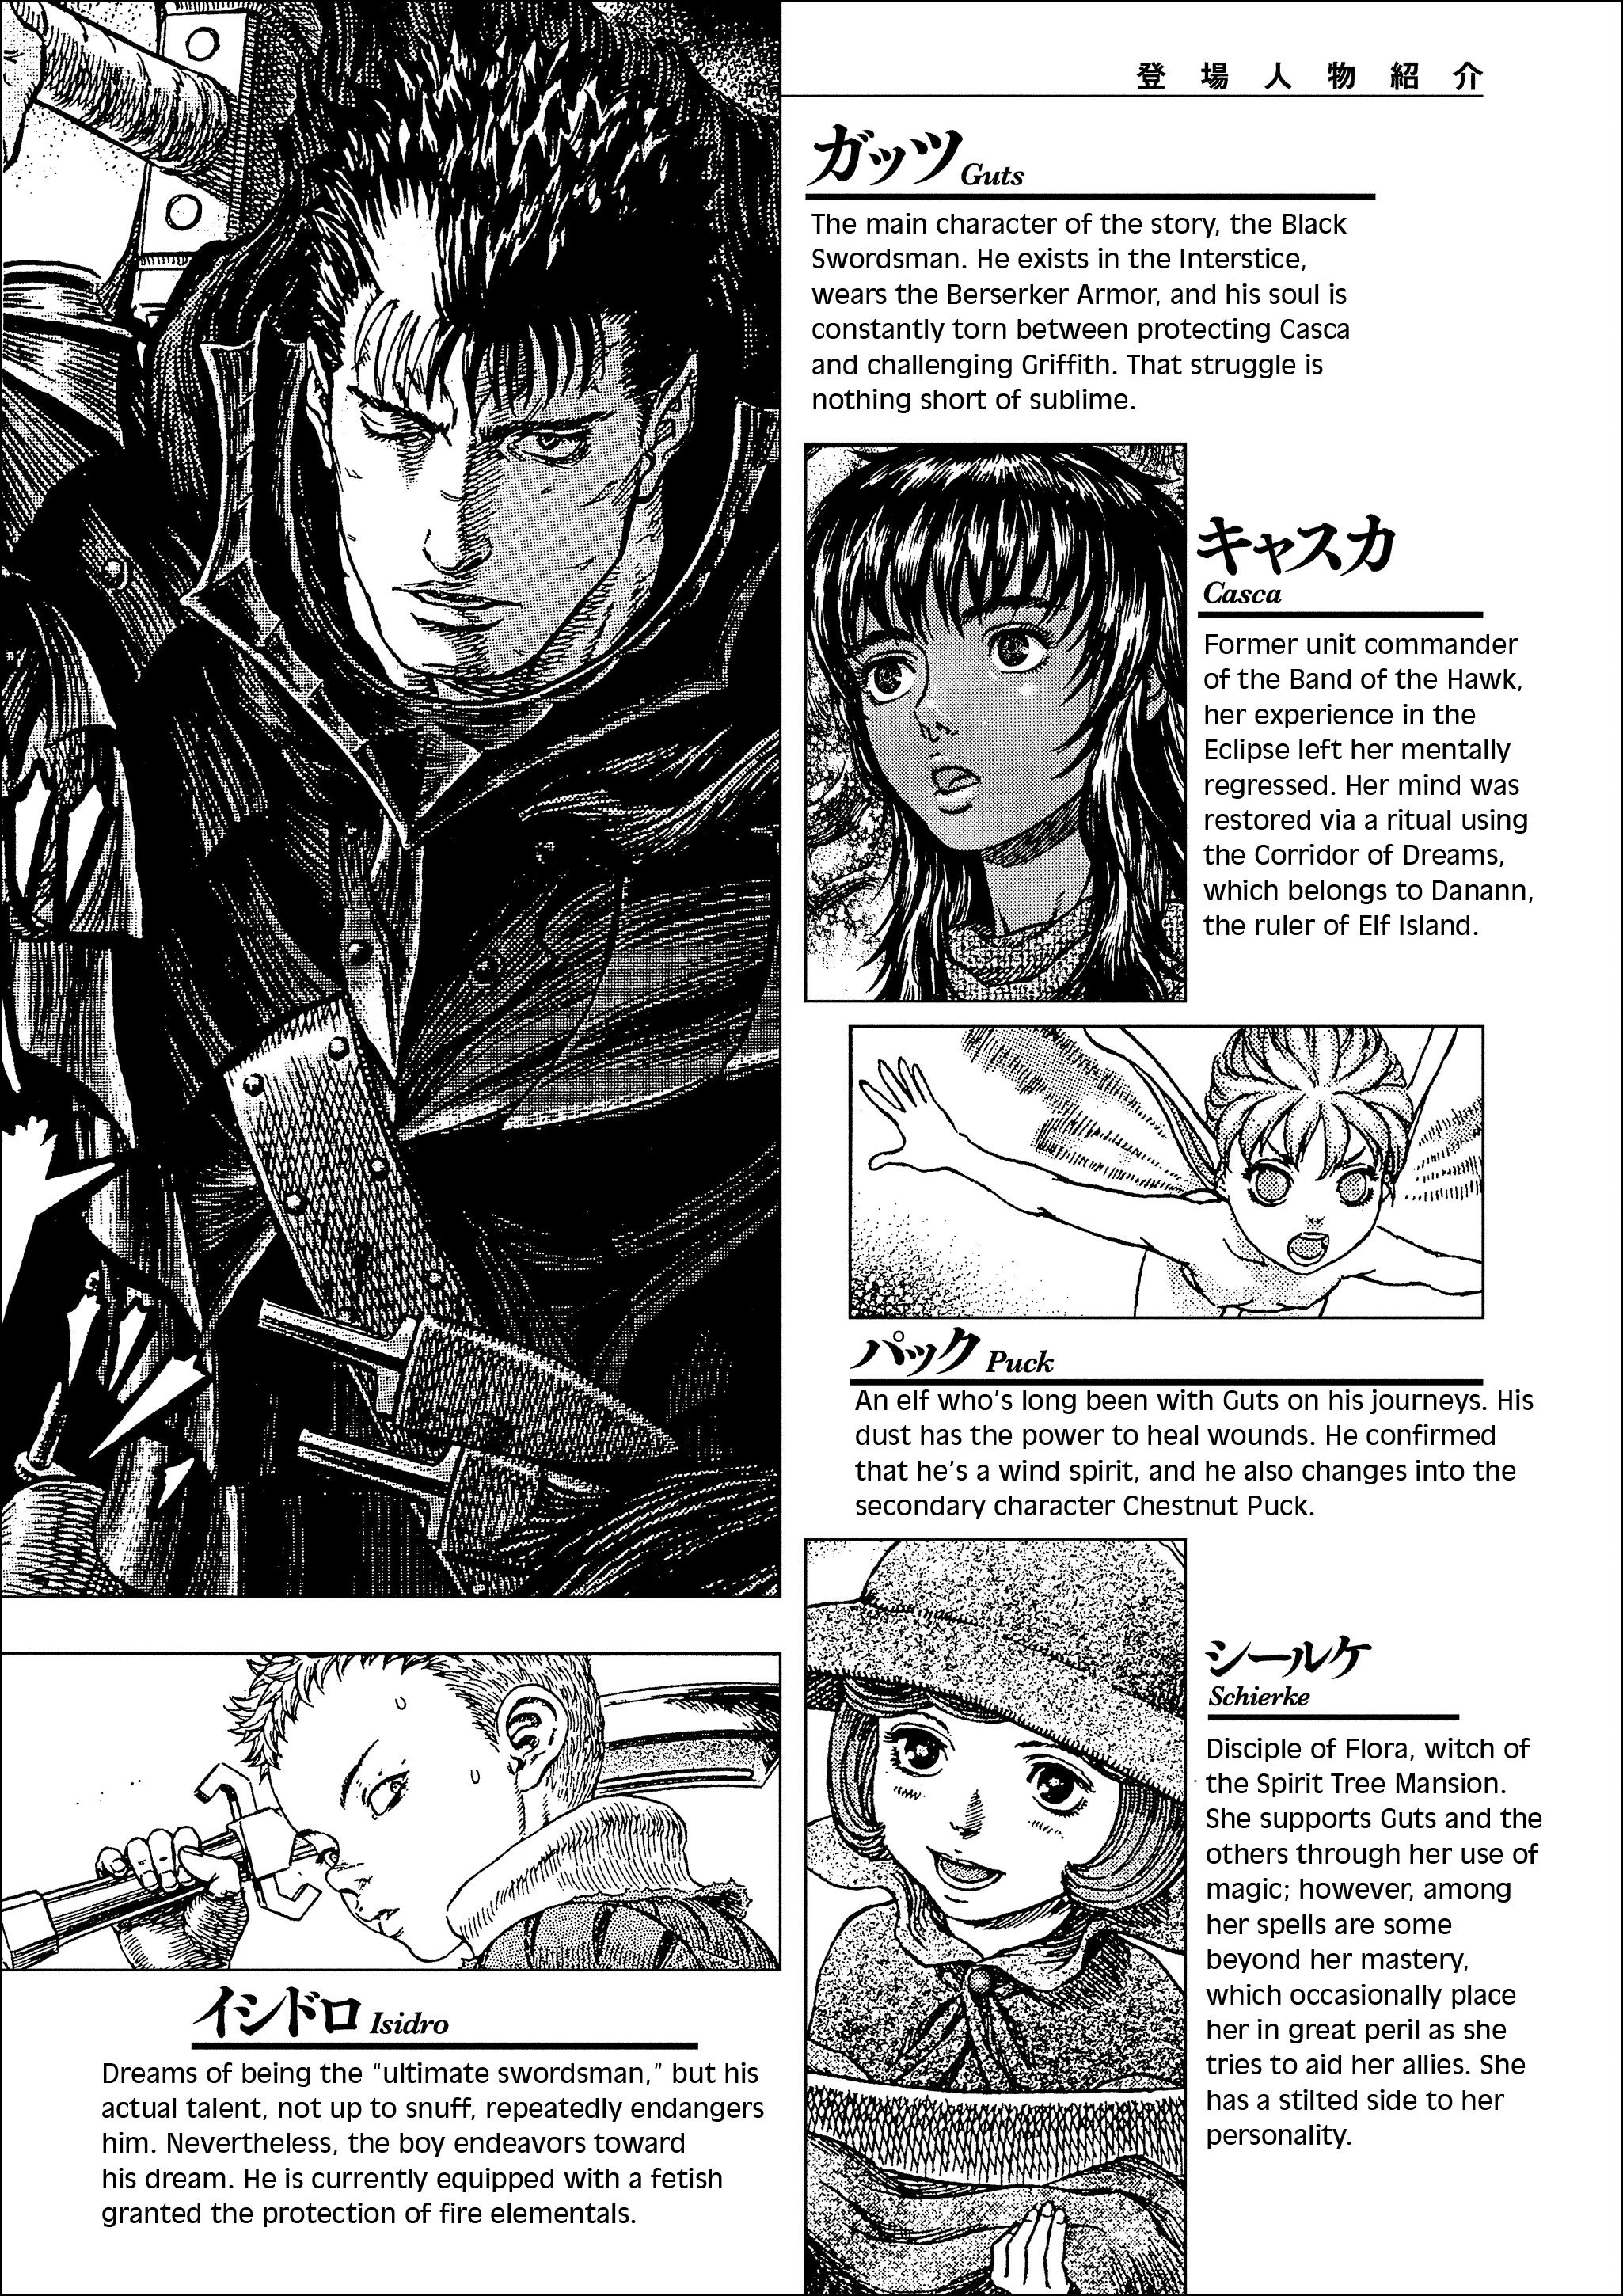 登場人物紹介
ガッツ Guts
The main character of the story, the Black
Swordsman. He exists in the Interstice,
wears the Berserker Armor, and his soul is
constantly torn between protecting Casca
and challenging Griffith. That struggle is
nothing short of sublime.
キャスカ
Casca
Former unit commander
of the Band of the Hawk,
her experience in the
Eclipse left her mentally
regressed. Her mind was
restored via a ritual using
the Corridor of Dreams,
which belongs to Danann,
the ruler of Elf Island.
パック Puck
An elf who’s long been with Guts on his journeys. His
dust has the power to heal wounds. He confirmed
that he’s a wind spirit, and he also changes into the
secondary character Chestnut Puck.
シールケ
Schierke
Disciple of Flora, witch of
the Spirit Tree Mansion.
She supports Guts and the
others through her use of
magic; however, among
her spells are some
beyond her mastery,
which occasionally place
her in great peril as she
tries to aid her allies. She
has a stilted side to her
personality.
イシドロ Isidro
Dreams of being the “ultimate swordsman,” but his
actual talent, not up to snuff, repeatedly endangers
him. Nevertheless, the boy endeavors toward
his dream. He is currently equipped with a fetish
granted the protection of fire elementals.